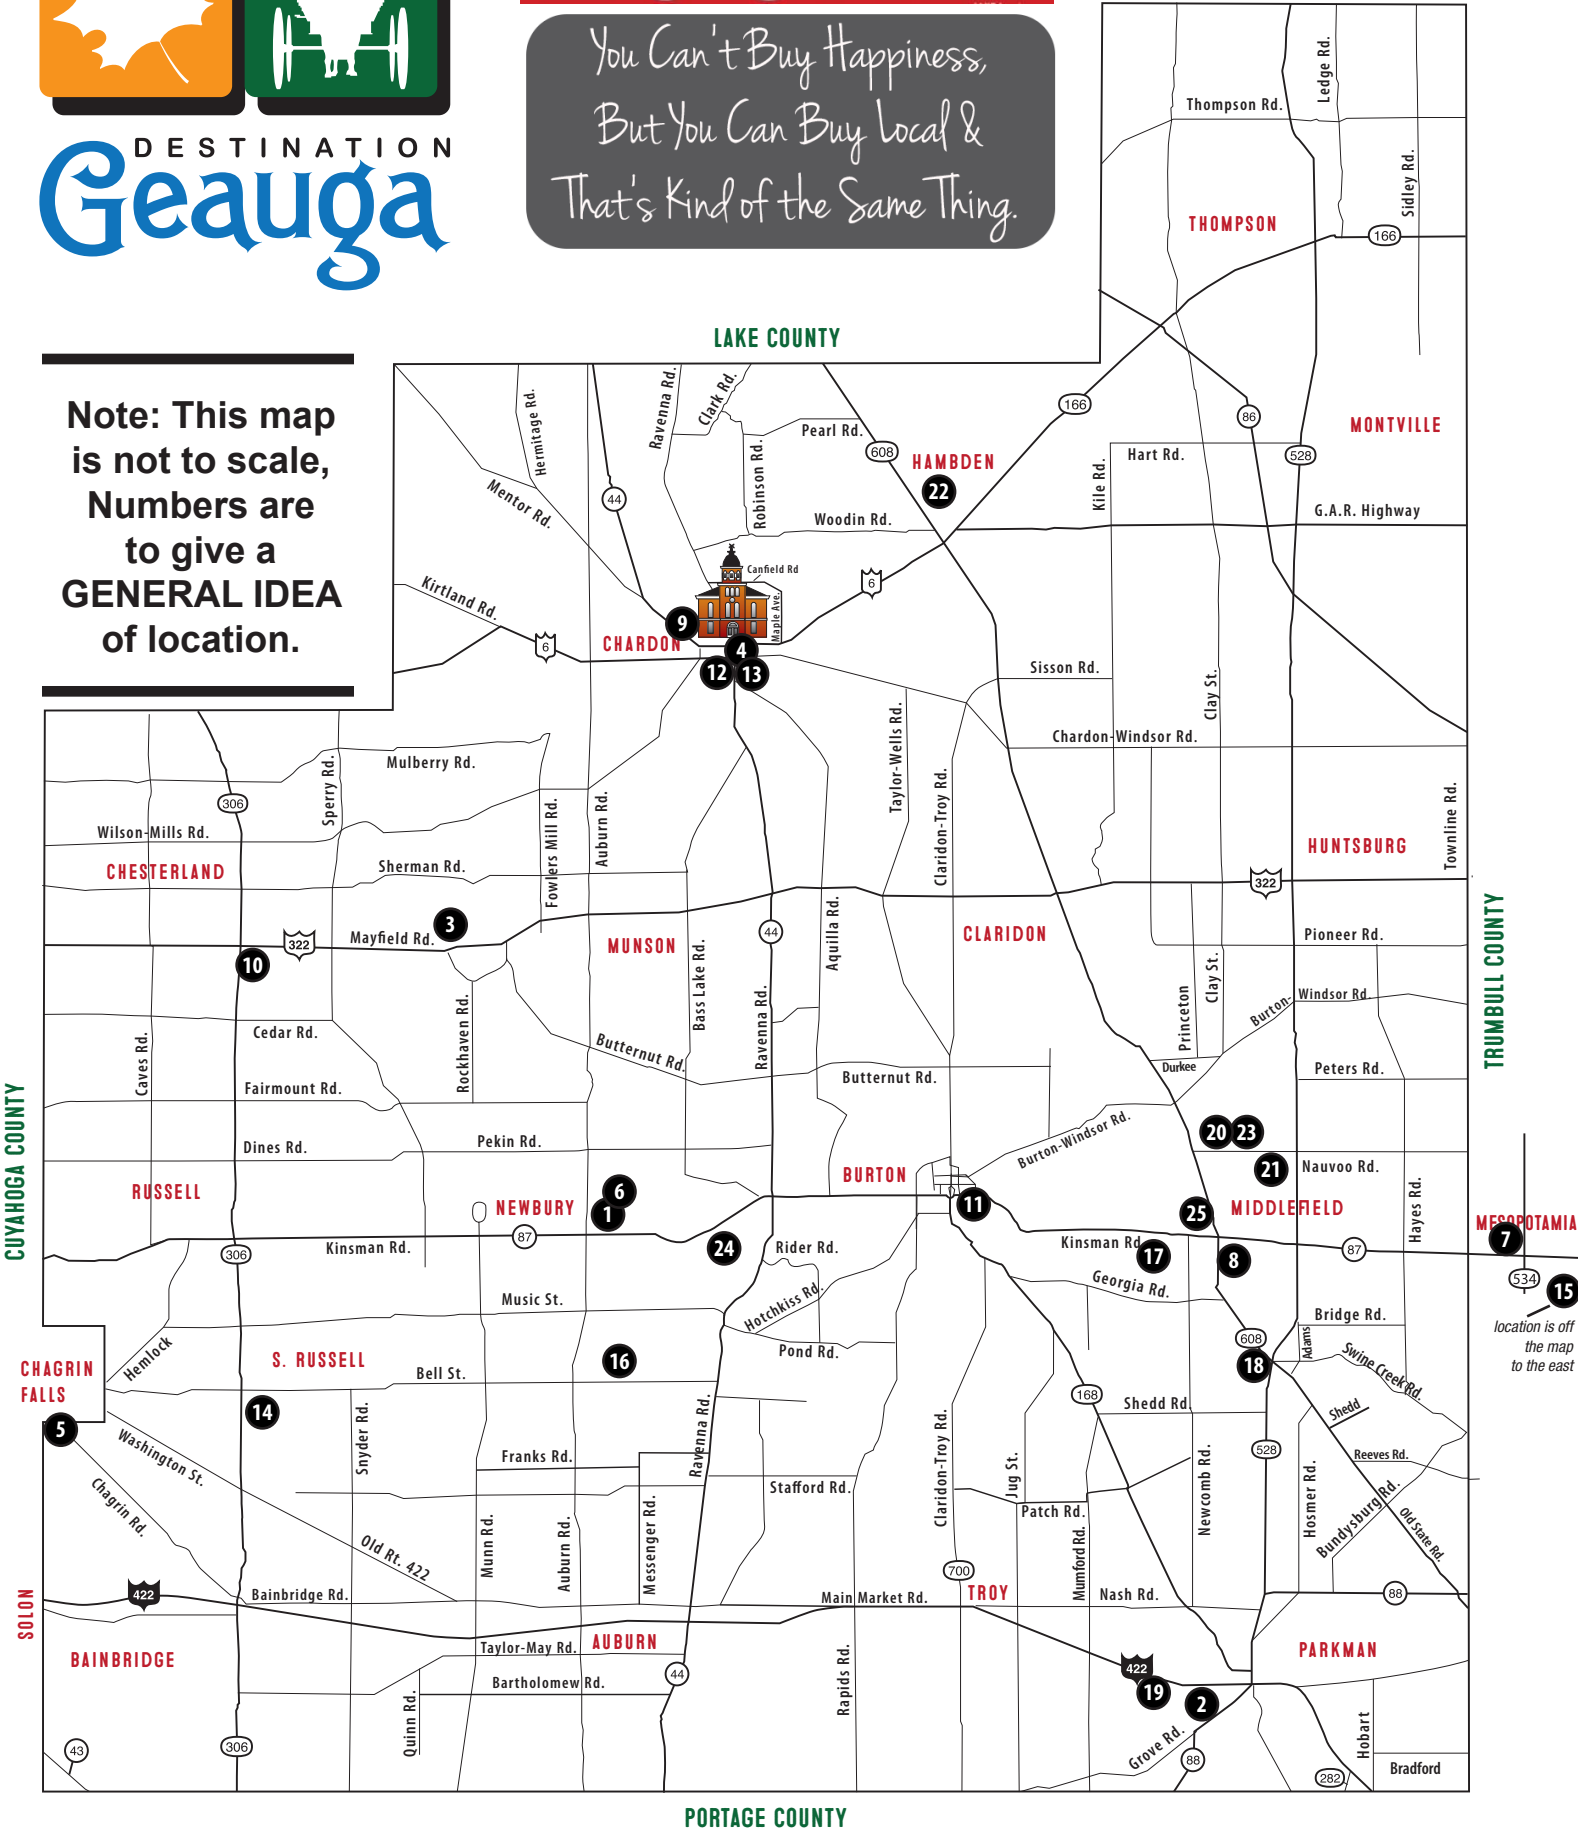 You Can't Buy Happiness,
But You Can Buy Local &
That's Kind of the Same Thing.
DESTINATION
Geauga
Note: This map
is not to scale,
Numbers are
to give a
GENERAL IDEA
of location.
LAKE COUNTY
CUYAHOGA COUNTY
TRUMBULL COUNTY
PORTAGE COUNTY
Ledge Rd.
Thompson Rd.
Sidley Rd.
THOMPSON
166
Ravenna Rd.
Clark Rd.
Hermitage Rd.
Pearl Rd.
166
86
MONTVILLE
608
HAMBDEN
Hart Rd.
528
Robinson Rd.
Kile Rd.
22
Mentor Rd.
44
Woodin Rd.
G.A.R. Highway
Canfield Rd
Kirtland Rd.
6
Maple Ave.
9
6
CHARDON
4
12
13
Sisson Rd.
Clay St.
Chardon-Windsor Rd.
Taylor-Wells Rd.
Mulberry Rd.
Sperry Rd.
306
Claridon-Troy Rd.
Townline Rd.
Wilson-Mills Rd.
Fowlers Mill Rd.
Auburn Rd.
HUNTSBURG
CHESTERLAND
Sherman Rd.
322
3
Mayfield Rd.
322
MUNSON
44
Aquilla Rd.
CLARIDON
Pioneer Rd.
10
Bass Lake Rd.
Clay St.
Windsor Rd.
Burton-
Princeton
Cedar Rd.
Rockhaven Rd.
Ravenna Rd.
Butternut Rd.
Caves Rd.
Durkee
Peters Rd.
Butternut Rd.
Fairmount Rd.
Burton-Windsor Rd.
20
23
Dines Rd.
Pekin Rd.
21
Nauvoo Rd.
BURTON
RUSSELL
6
NEWBURY
1
11
25
MIDDLEFIELD
Hayes Rd.
MESOPOTAMIA
7
87
Kinsman Rd.
306
24
Rider Rd.
Kinsman Rd.
17
8
87
534
15
location is off
the map
to the east
Georgia Rd.
Music St.
Hotchkiss Rd.
Bridge Rd.
608
Adams
Hemlock
Pond Rd.
Swine Creek Rd.
CHAGRIN
FALLS
S. RUSSELL
16
18
Bell St.
168
Shedd Rd.
Shedd
14
5
Snyder Rd.
Ravenna Rd.
Washington St.
Franks Rd.
528
Reeves Rd.
Claridon-Troy Rd.
Jug St.
Stafford Rd.
Newcomb Rd.
Hosmer Rd.
Chagrin Rd.
Patch Rd.
Bundysburg Rd.
Old State Rd.
Munn Rd.
Auburn Rd.
Messenger Rd.
Mumford Rd.
Old Rt. 422
700
422
Bainbridge Rd.
Main Market Rd.
TROY
Nash Rd.
88
SOLON
AUBURN
Taylor-May Rd.
PARKMAN
BAINBRIDGE
Bartholomew Rd.
44
422
19
2
Rapids Rd.
Quinn Rd.
Grove Rd.
Hobart
43
306
88
282
Bradford